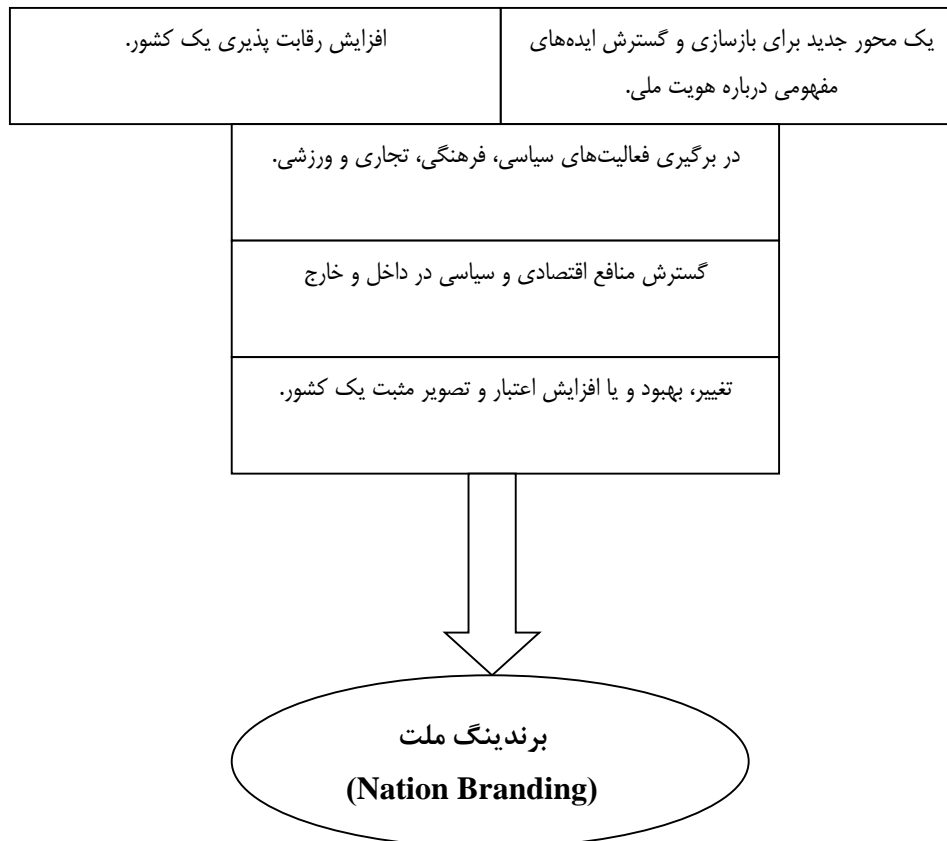 یک محور جدید برای بازسازی و گسترش ایده‌های
مفهومی درباره هویت ملی.
افزایش رقابت پذیری یک کشور.
در برگیری فعالیت‌های سیاسی، فرهنگی، تجاری و ورزشی.
گسترش منافع اقتصادی و سیاسی در داخل و خارج
تغییر، بهبود و یا افزایش اعتبار و تصویر مثبت یک کشور.
برندینگ ملت
(Nation Branding)